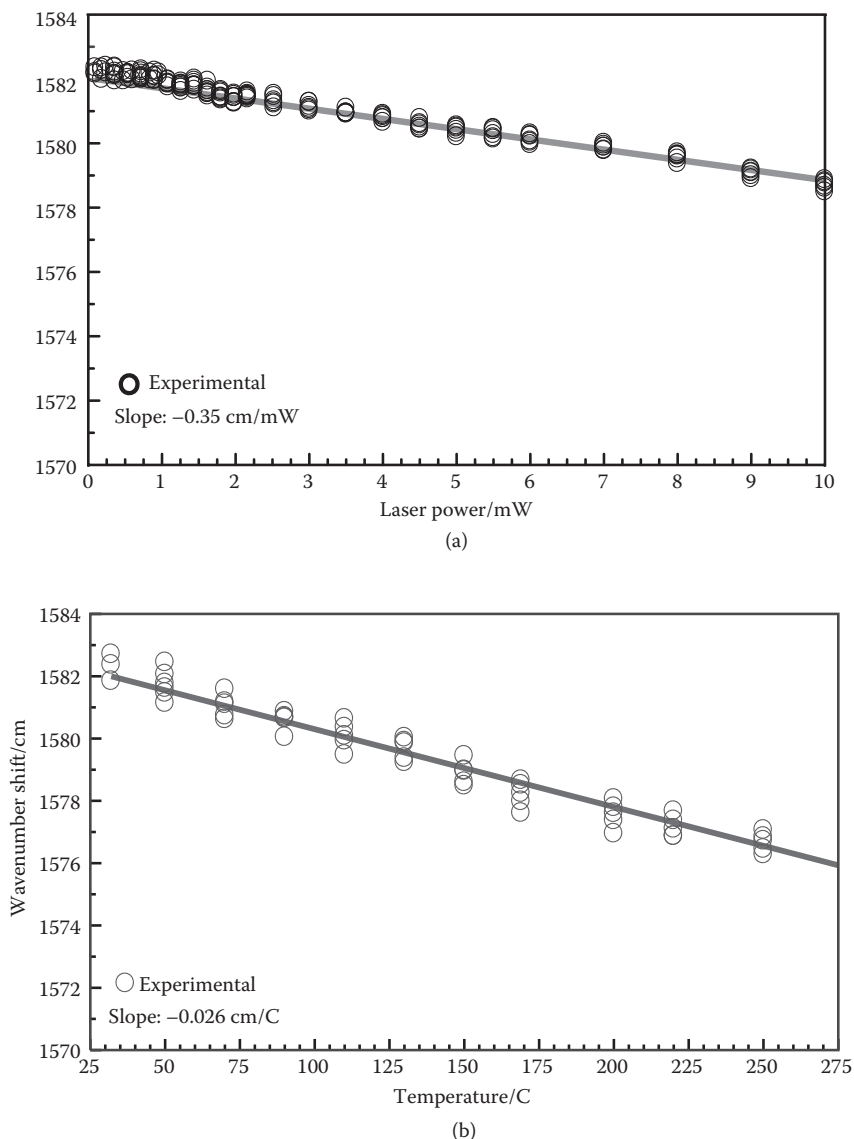 1584
1582
1580
1578
1576
1574
1572
1570
Experimental
Slope: –0.35 cm/mW
0 1 2 3 4 5 6 7 8 9 10
Laser power/mW
(a)
Wavenumber shift/cm
1584
1582
1580
1578
1576
1574
1572
1570
Experimental
Slope: –0.026 cm/C
25 50 75 100 125 150 175 200 225 250 275
Temperature/C
(b)